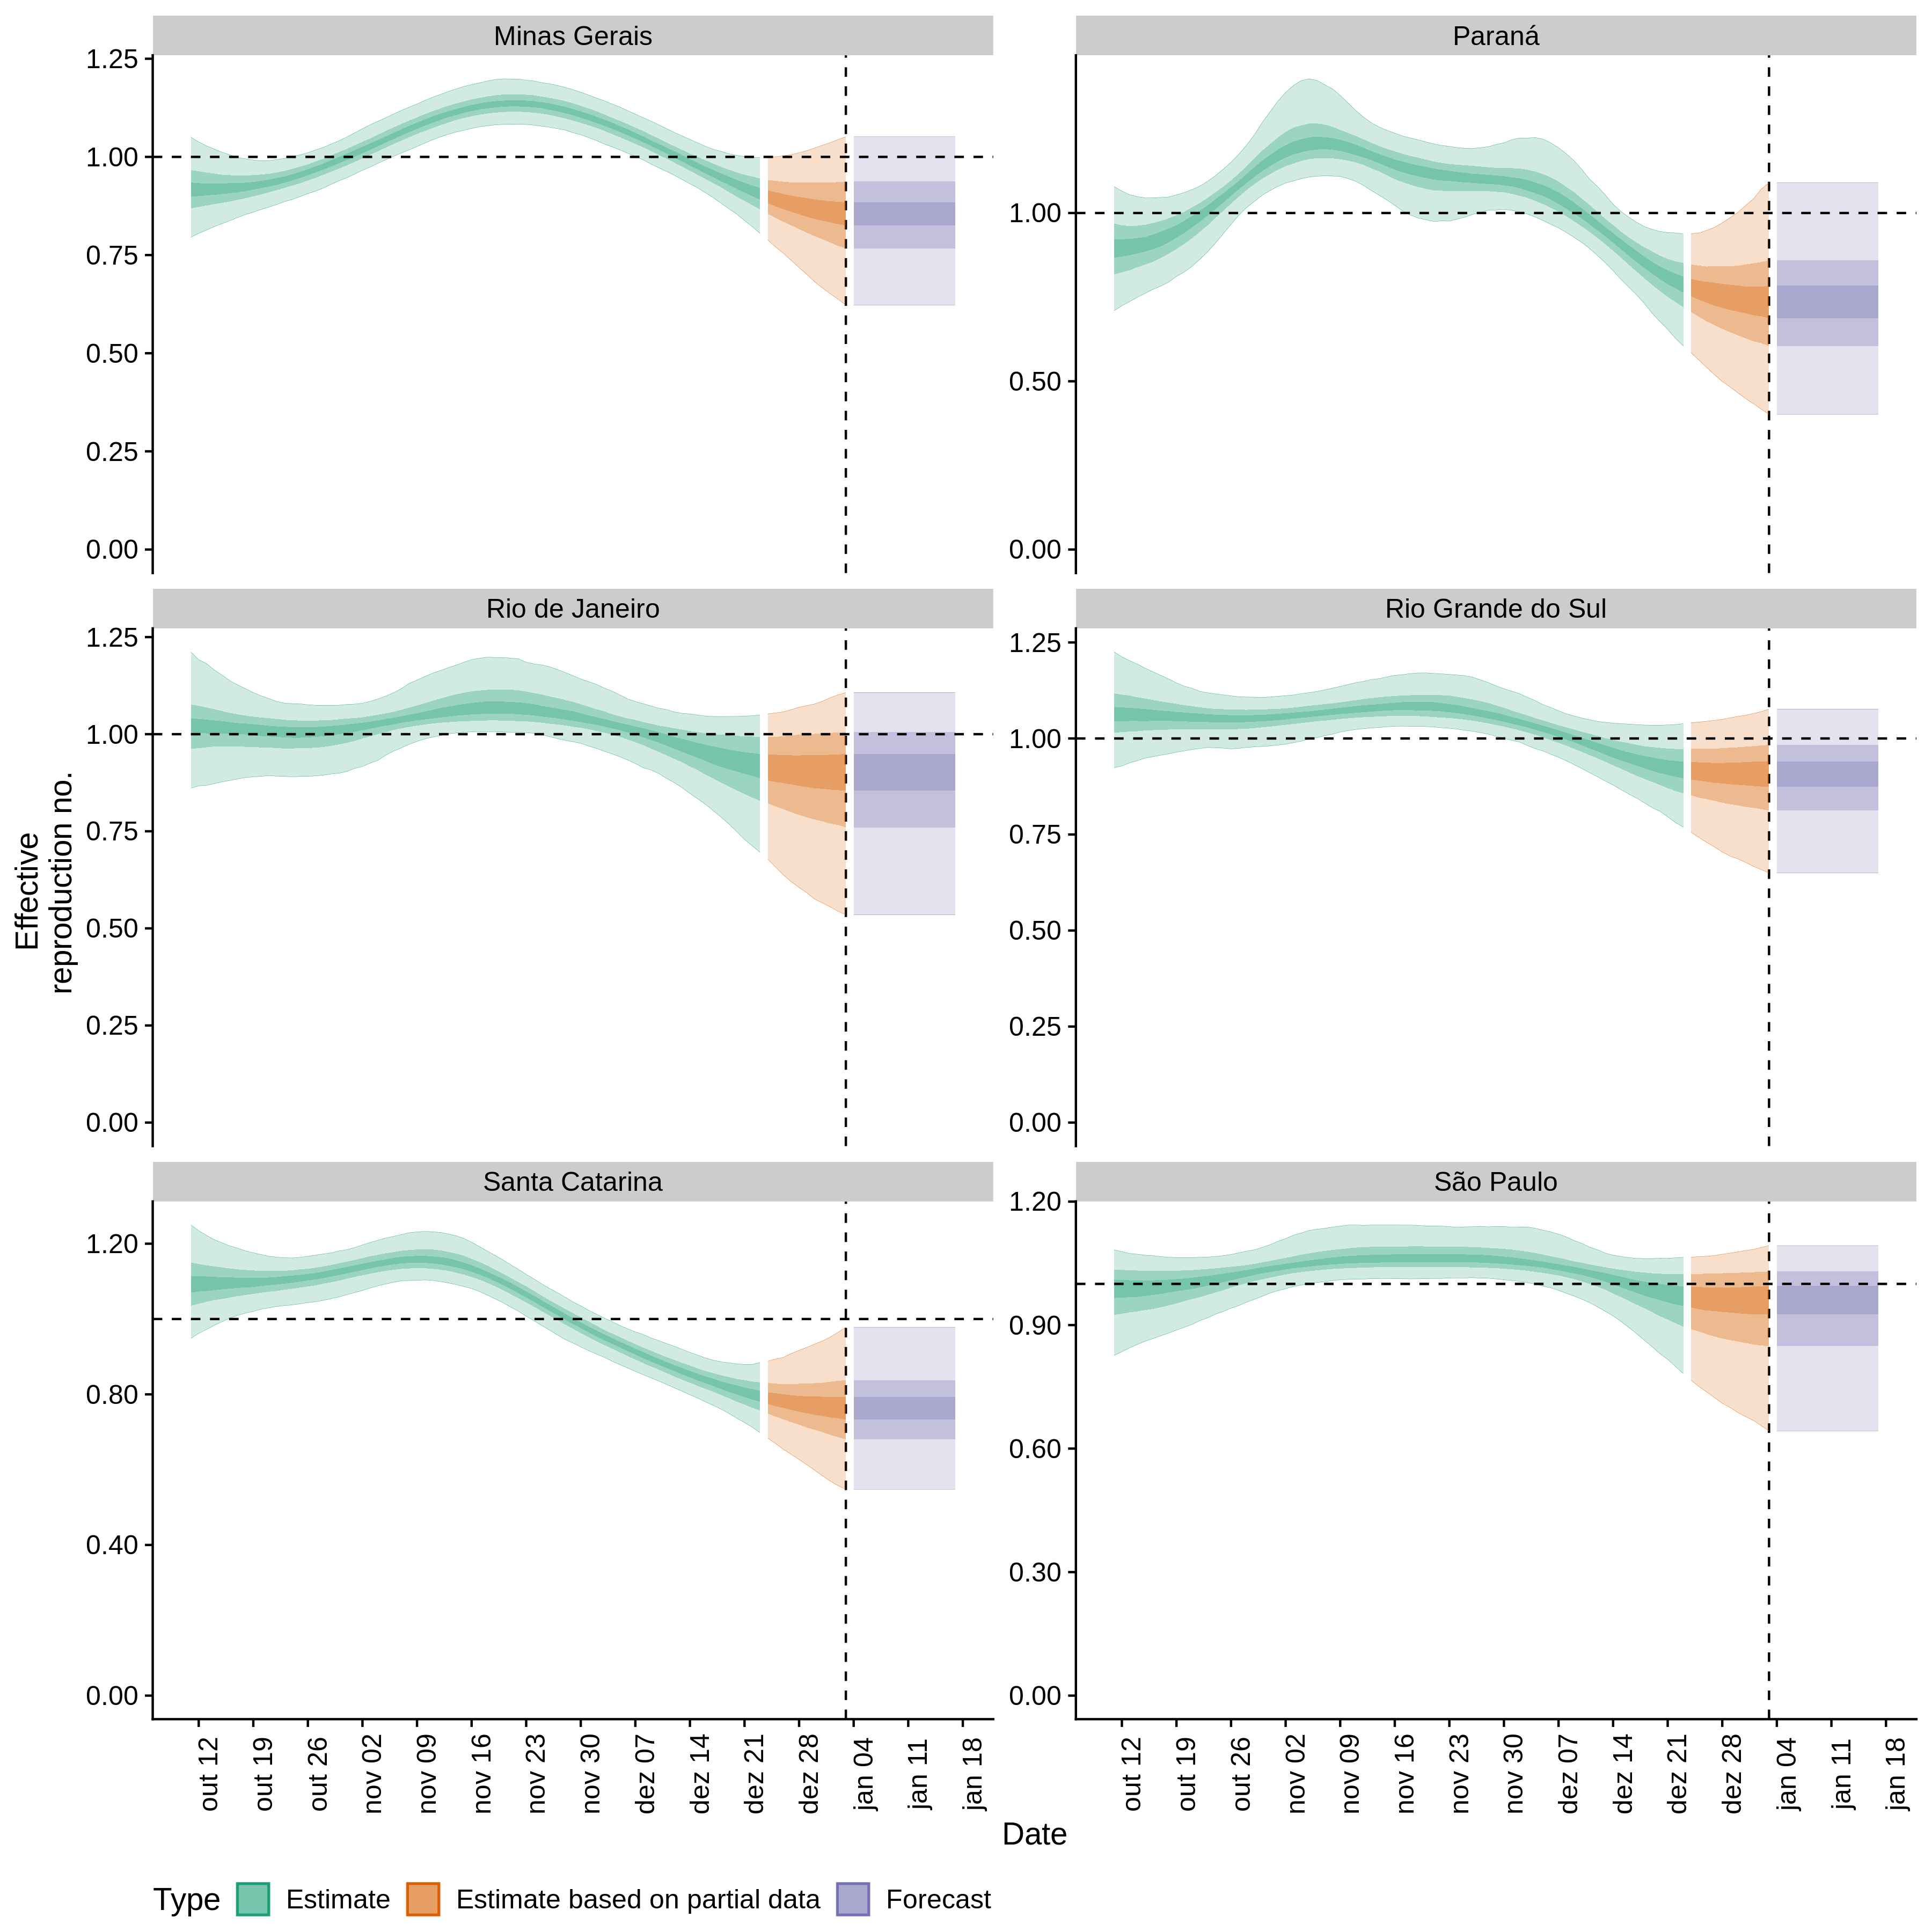 Minas Gerais
Paraná
1.25
1.00
0.75
0.50
0.25
0.00
1.00
0.50
0.00
Rio de Janeiro
Rio Grande do Sul
1.25
1.00
0.75
0.50
0.25
0.00
1.25
1.00
0.75
0.50
0.25
0.00
Effective
reproduction no.
Santa Catarina
São Paulo
1.20
0.80
0.40
0.00
1.20
0.90
0.60
0.30
0.00
out 12
out 19
out 26
nov 02
nov 09
nov 16
nov 23
nov 30
dez 07
dez 14
dez 21
dez 28
jan 04
jan 11
jan 18
out 12
out 19
out 26
nov 02
nov 09
nov 16
nov 23
nov 30
dez 07
dez 14
dez 21
dez 28
jan 04
jan 11
jan 18
Date
Type Estimate Estimate based on partial data Forecast